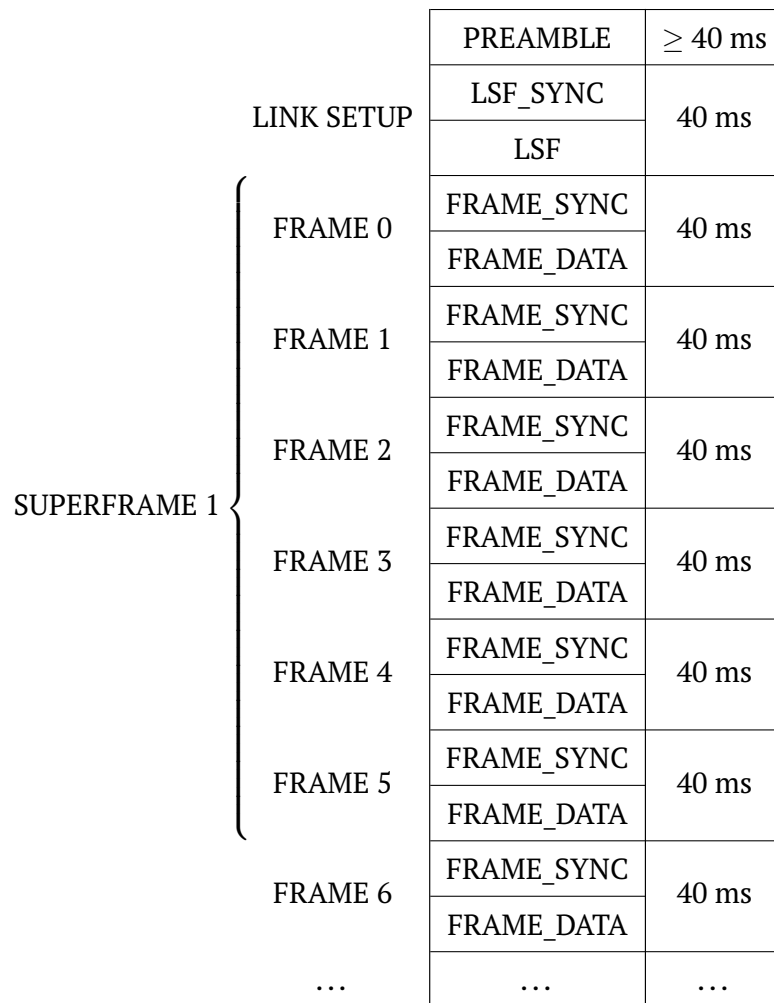 PREAMBLE ≥ 40 ms
LINK SETUP LSF_SYNC 40 ms
LSF
FRAME 0 FRAME_SYNC 40 ms
FRAME_DATA
FRAME 1 FRAME_SYNC 40 ms
FRAME_DATA
FRAME 2 FRAME_SYNC 40 ms
FRAME_DATA
SUPERFRAME 1
FRAME 3 FRAME_SYNC 40 ms
FRAME_DATA
FRAME 4 FRAME_SYNC 40 ms
FRAME_DATA
FRAME 5 FRAME_SYNC 40 ms
FRAME_DATA
FRAME 6 FRAME_SYNC 40 ms
FRAME_DATA
... ... ...